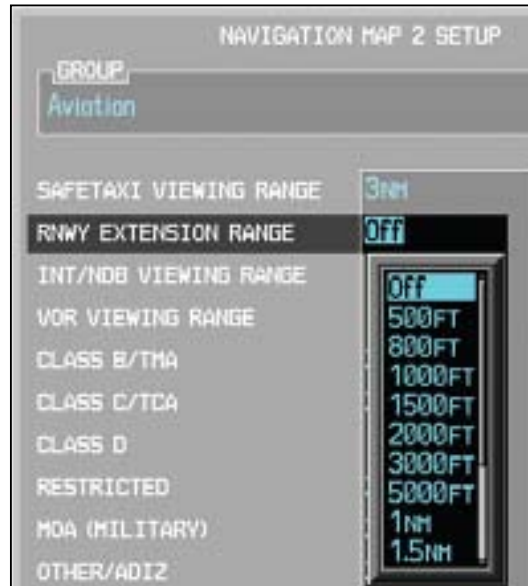 NAVIGATION MAP 2 SETUP
GROUP
Aviation
SAFETAXI VIEWING RANGE 3NM
RNWY EXTENSION RANGE Off
INT/NDB VIEWING RANGE
VOR VIEWING RANGE
CLASS B/TMA
CLASS C/TCA
CLASS D
RESTRICTED
MOA (MILITARY)
OTHER/ADIZ
Off
500FT
800FT
1000FT
1500FT
2000FT
3000FT
5000FT
1NM
1.5NM